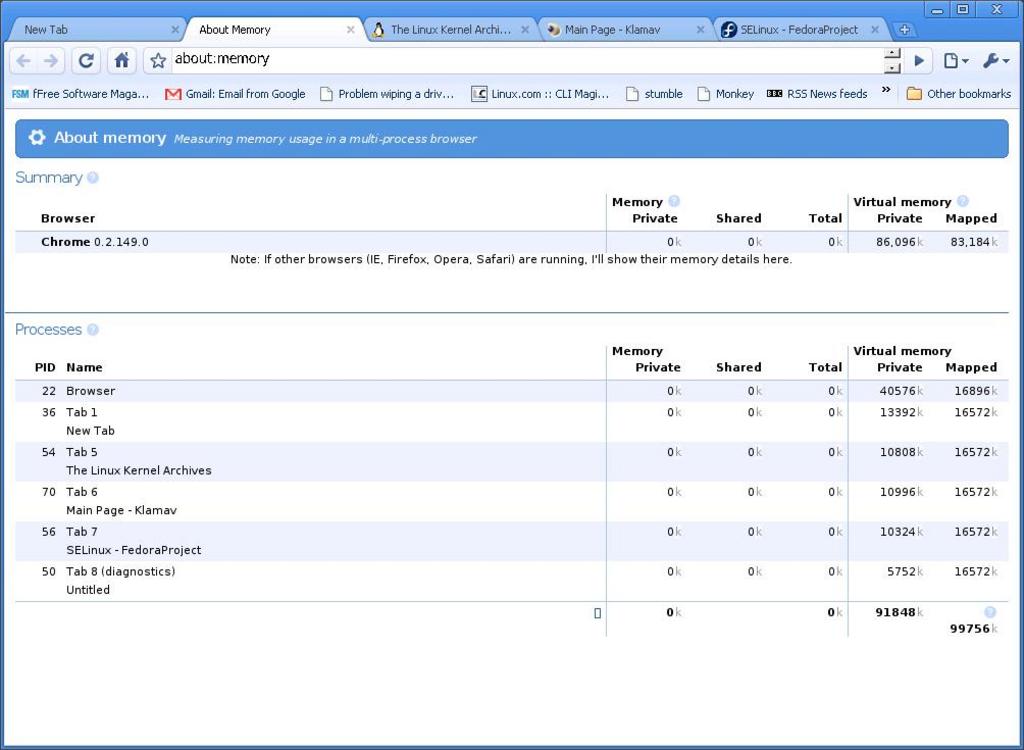 New Tab
About Memory
The Linux Kernel Archi...
Main Page - Klamav
SELinux - FedoraProject
about:memory
FSM fFree Software Maga...
Gmail: Email from Google
Problem wiping a driv...
Linux.com :: CLI Magi...
stumble
Monkey
BBC RSS News feeds
»
Other bookmarks
About memory Measuring memory usage in a multi-process browser
Summary ?
Memory ? Virtual memory ?
Browser Private Shared Total Private Mapped
Chrome 0.2.149.0 0k 0k 0k 86,096k 83,184k
Note: If other browsers (IE, Firefox, Opera, Safari) are running, I'll show their memory details here.
Processes ?
Memory Virtual memory
PID Name Private Shared Total Private Mapped
22 Browser 0k 0k 0k 40576k 16896k
36 Tab 1 0k 0k 0k 13392k 16572k
New Tab
54 Tab 5 0k 0k 0k 10808k 16572k
The Linux Kernel Archives
70 Tab 6 0k 0k 0k 10996k 16572k
Main Page - Klamav
56 Tab 7 0k 0k 0k 10324k 16572k
SELinux - FedoraProject
50 Tab 8 (diagnostics) 0k 0k 0k 5752k 16572k
Untitled
0k 0k 91848k ?
99756k